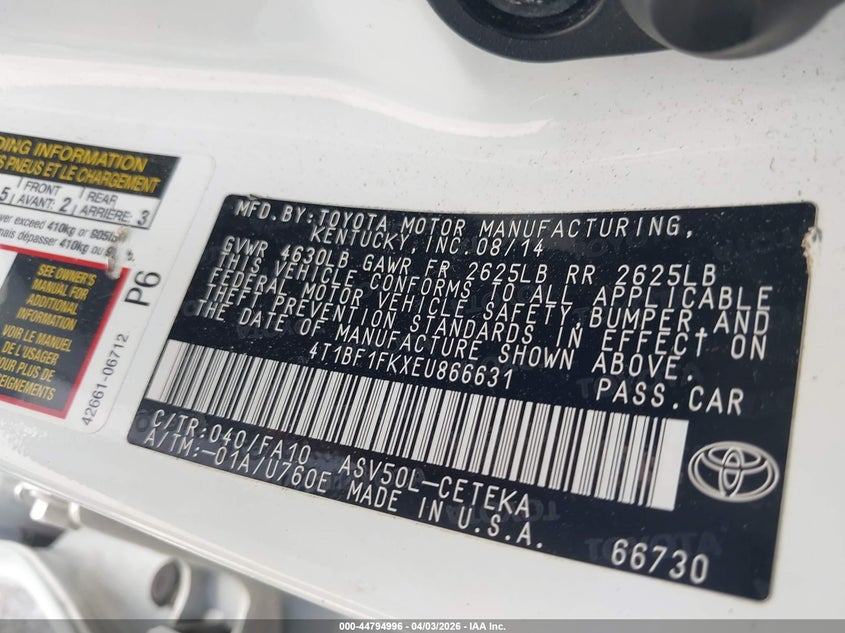 DING INFORMATION
S PNEUS ET LE CHARGEMENT
5 FRONT AVANT: 2 REAR ARRIÈRE: 3
ver exceed 410kg or 905lb
mais dépasser 410kg ou
SEE OWNER'S
MANUAL FOR
ADDITIONAL
INFORMATION
VOIR LE MANUEL
DE L'USAGER
POUR PLUS DE
RENSEIGNEMENTS
P6
42661-06712
MFD.BY:TOYOTA MOTOR MANUFACTURING,
KENTUCKY,INC.08/14
GVWR 4630LB GAWR FR 2625LB RR 2625LB
THIS VEHICLE CONFORMS TO ALL APPLICABLE
FEDERAL MOTOR VEHICLE SAFETY,BUMPER,AND
THEFT PREVENTION STANDARDS IN EFFECT ON
THE DATE OF MANUFACTURE SHOWN ABOVE.
4T1BF1FKXEU866631
PASS.CAR
C/TR:040/FA10
A/TM:-01A/U760E
ASV50L-CETEKA
MADE IN U.S.A.
66730
000-44794996 | 04/03/2026 | IAA Inc.